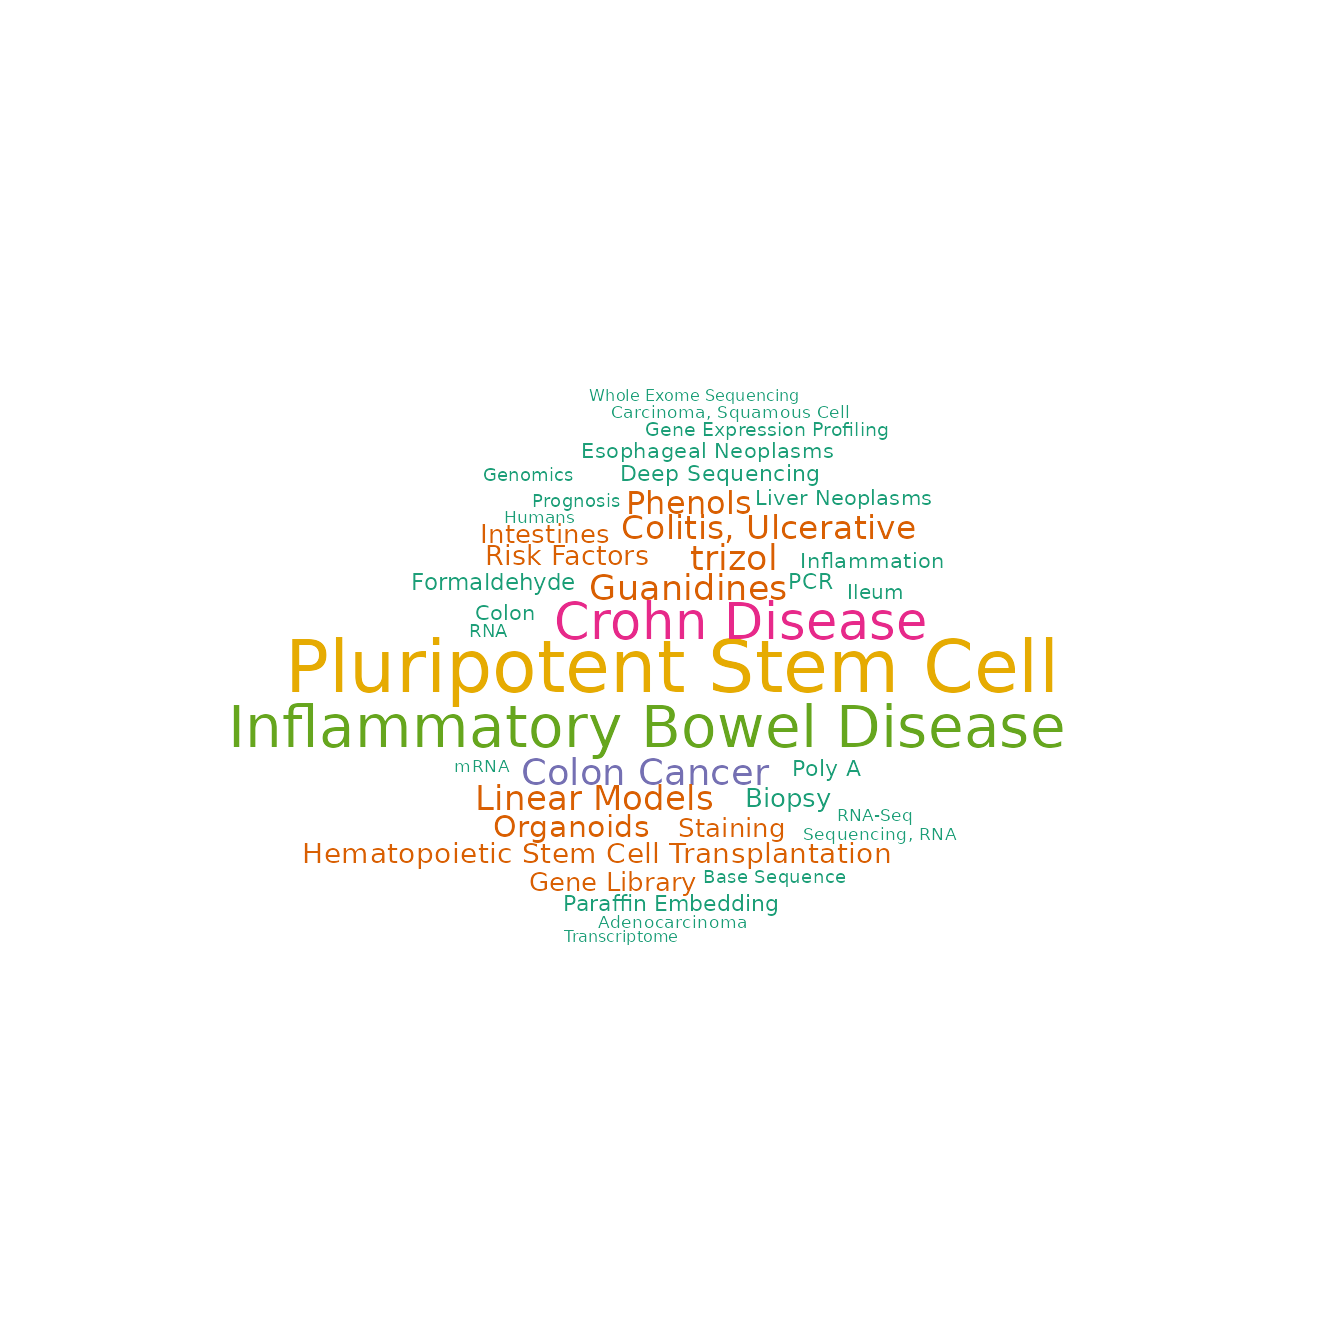 Whole Exome Sequencing
Carcinoma, Squamous Cell
Gene Expression Profiling
Esophageal Neoplasms
Genomics
Deep Sequencing
Prognosis
Phenols
Liver Neoplasms
Humans
Intestines
Colitis, Ulcerative
Risk Factors
trizol
Inflammation
Formaldehyde
Guanidines
PCR
Ileum
Colon
Crohn Disease
RNA
Pluripotent Stem Cell
Inflammatory Bowel Disease
mRNA
Colon Cancer
Poly A
Linear Models
Biopsy
RNA-Seq
Organoids
Staining
Sequencing, RNA
Hematopoietic Stem Cell Transplantation
Gene Library
Base Sequence
Paraffin Embedding
Adenocarcinoma
Transcriptome